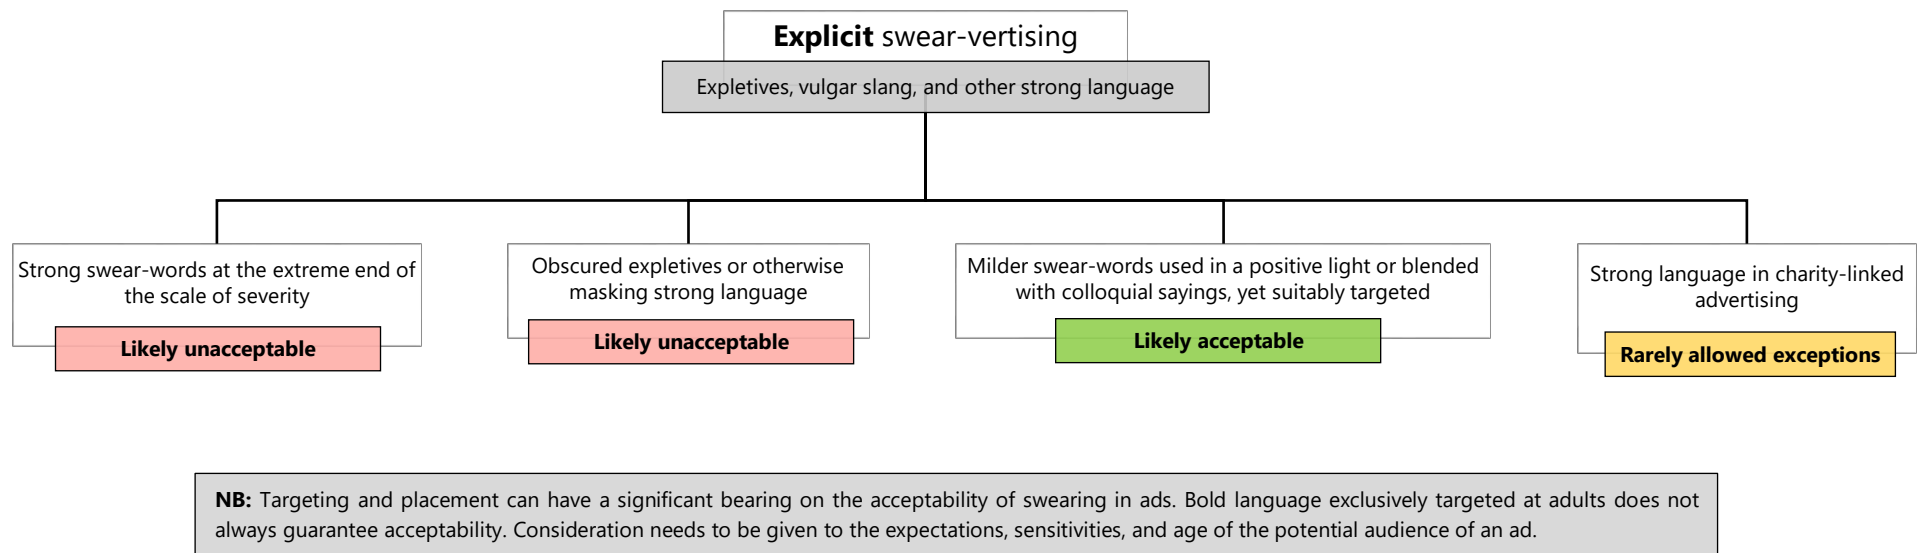 Explicit swear-vertising
Expletives, vulgar slang, and other strong language
Strong swear-words at the extreme end of
the scale of severity
Likely unacceptable
Obscured expletives or otherwise
masking strong language
Likely unacceptable
Milder swear-words used in a positive light or blended
with colloquial sayings, yet suitably targeted
Likely acceptable
Strong language in charity-linked
advertising
Rarely allowed exceptions
NB: Targeting and placement can have a significant bearing on the acceptability of swearing in ads. Bold language exclusively targeted at adults does not
always guarantee acceptability. Consideration needs to be given to the expectations, sensitivities, and age of the potential audience of an ad.